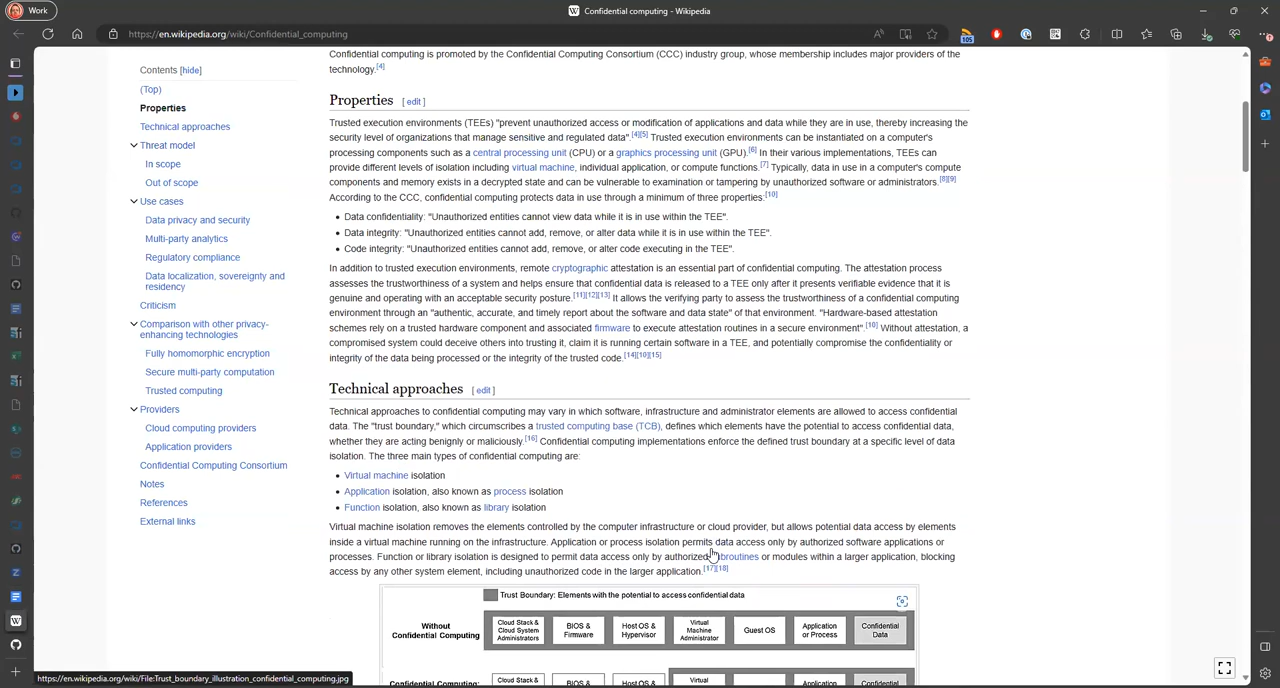 Work
Confidential computing - Wikipedia
https://en.wikipedia.org/wiki/Confidential_computing
105
Contents [hide]
(Top)
Properties
Technical approaches
Threat model
In scope
Out of scope
Use cases
Data privacy and security
Multi-party analytics
Regulatory compliance
Data localization, sovereignty and
residency
Criticism
Comparison with other privacy-
enhancing technologies
Fully homomorphic encryption
Secure multi-party computation
Trusted computing
Providers
Cloud computing providers
Application providers
Confidential Computing Consortium
Notes
References
External links
Confidential computing is promoted by the Confidential Computing Consortium (CCC) industry group, whose membership includes major providers of the
technology.[4]
Properties [ edit ]
Trusted execution environments (TEEs) "prevent unauthorized access or modification of applications and data while they are in use, thereby increasing the
security level of organizations that manage sensitive and regulated data".[4][5] Trusted execution environments can be instantiated on a computer's
processing components such as a central processing unit (CPU) or a graphics processing unit (GPU).[6] In their various implementations, TEEs can
provide different levels of isolation including virtual machine, individual application, or compute functions.[7] Typically, data in use in a computer's compute
components and memory exists in a decrypted state and can be vulnerable to examination or tampering by unauthorized software or administrators.[8][9]
According to the CCC, confidential computing protects data in use through a minimum of three properties:[10]
• Data confidentiality: "Unauthorized entities cannot view data while it is in use within the TEE".
• Data integrity: "Unauthorized entities cannot add, remove, or alter data while it is in use within the TEE".
• Code integrity: "Unauthorized entities cannot add, remove, or alter code executing in the TEE".
In addition to trusted execution environments, remote cryptographic attestation is an essential part of confidential computing. The attestation process
assesses the trustworthiness of a system and helps ensure that confidential data is released to a TEE only after it presents verifiable evidence that it is
genuine and operating with an acceptable security posture.[11][12][13] It allows the verifying party to assess the trustworthiness of a confidential computing
environment through an "authentic, accurate, and timely report about the software and data state" of that environment. "Hardware-based attestation
schemes rely on a trusted hardware component and associated firmware to execute attestation routines in a secure environment".[10] Without attestation, a
compromised system could deceive others into trusting it, claim it is running certain software in a TEE, and potentially compromise the confidentiality or
integrity of the data being processed or the integrity of the trusted code.[14][10][15]
Technical approaches [ edit ]
Technical approaches to confidential computing may vary in which software, infrastructure and administrator elements are allowed to access confidential
data. The "trust boundary," which circumscribes a trusted computing base (TCB), defines which elements have the potential to access confidential data,
whether they are acting benignly or maliciously.[16] Confidential computing implementations enforce the defined trust boundary at a specific level of data
isolation. The three main types of confidential computing are:
• Virtual machine isolation
• Application isolation, also known as process isolation
• Function isolation, also known as library isolation
Virtual machine isolation removes the elements controlled by the computer infrastructure or cloud provider, but allows potential data access by elements
inside a virtual machine running on the infrastructure. Application or process isolation permits data access only by authorized software applications or
processes. Function or library isolation is designed to permit data access only by authorized broutines or modules within a larger application, blocking
access by any other system element, including unauthorized code in the larger application.[17][18]
Trust Boundary: Elements with the potential to access confidential data
Without
Confidential Computing
Cloud Stack &
Cloud System
Administrators
BIOS &
Firmware
Host OS &
Hypervisor
Virtual
Machine
Administrator
Guest OS
Application
or Process
Confidential
Data
Confidential Computing:
Cloud Stack &
BIOS &
Host OS &
Virtual
Application
Confidential
https://en.wikipedia.org/wiki/File:Trust_boundary_illustration_confidential_computing.jpg